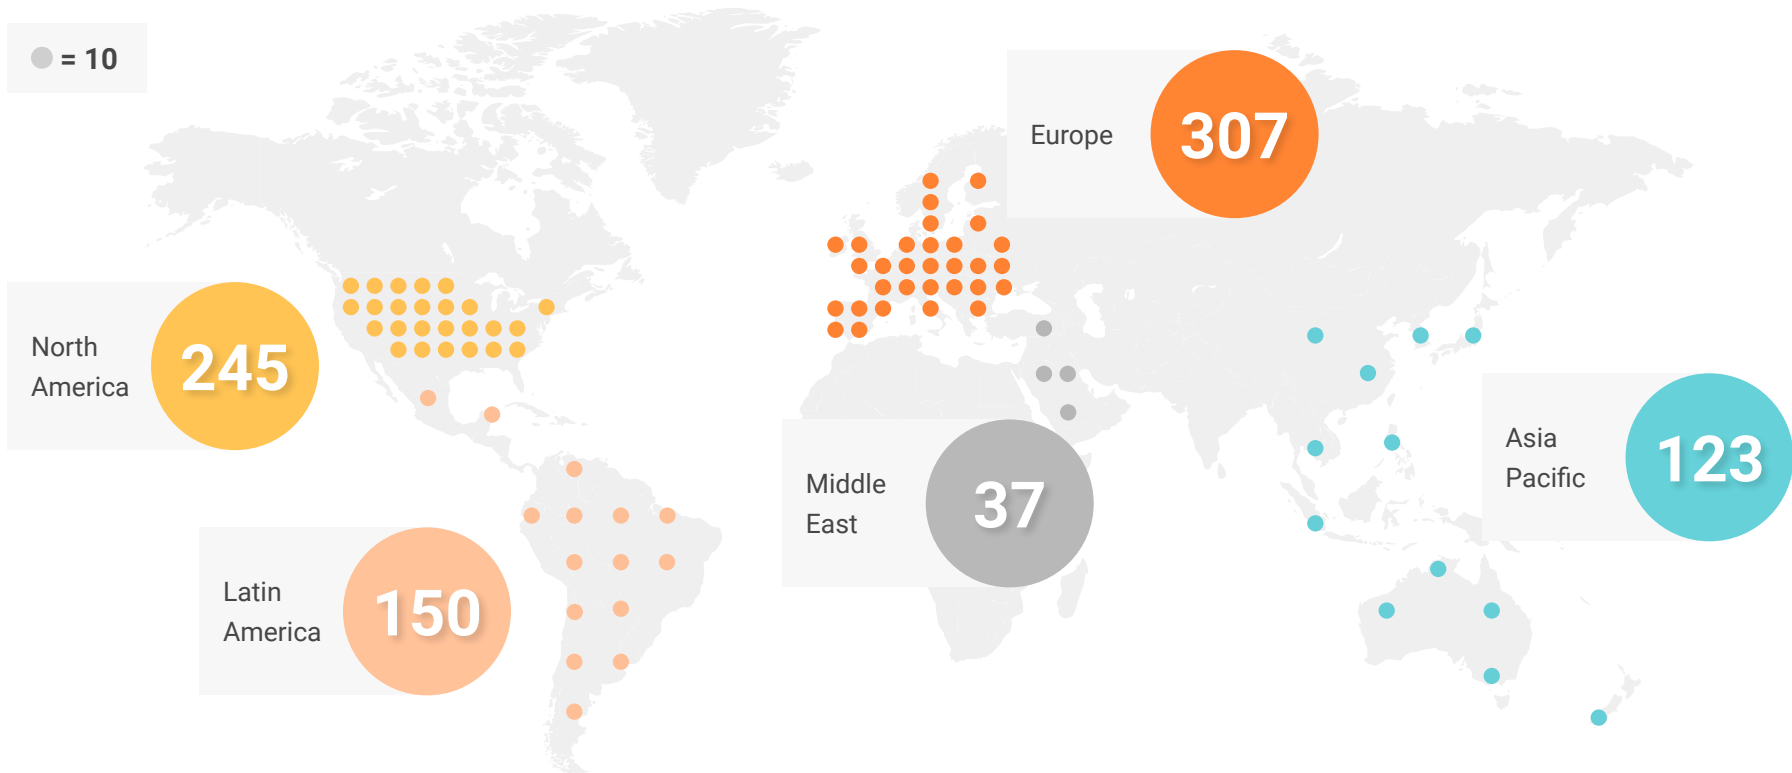 = 10
Europe
307
North
America
245
Middle
East
37
Asia
Pacific
123
Latin
America
150